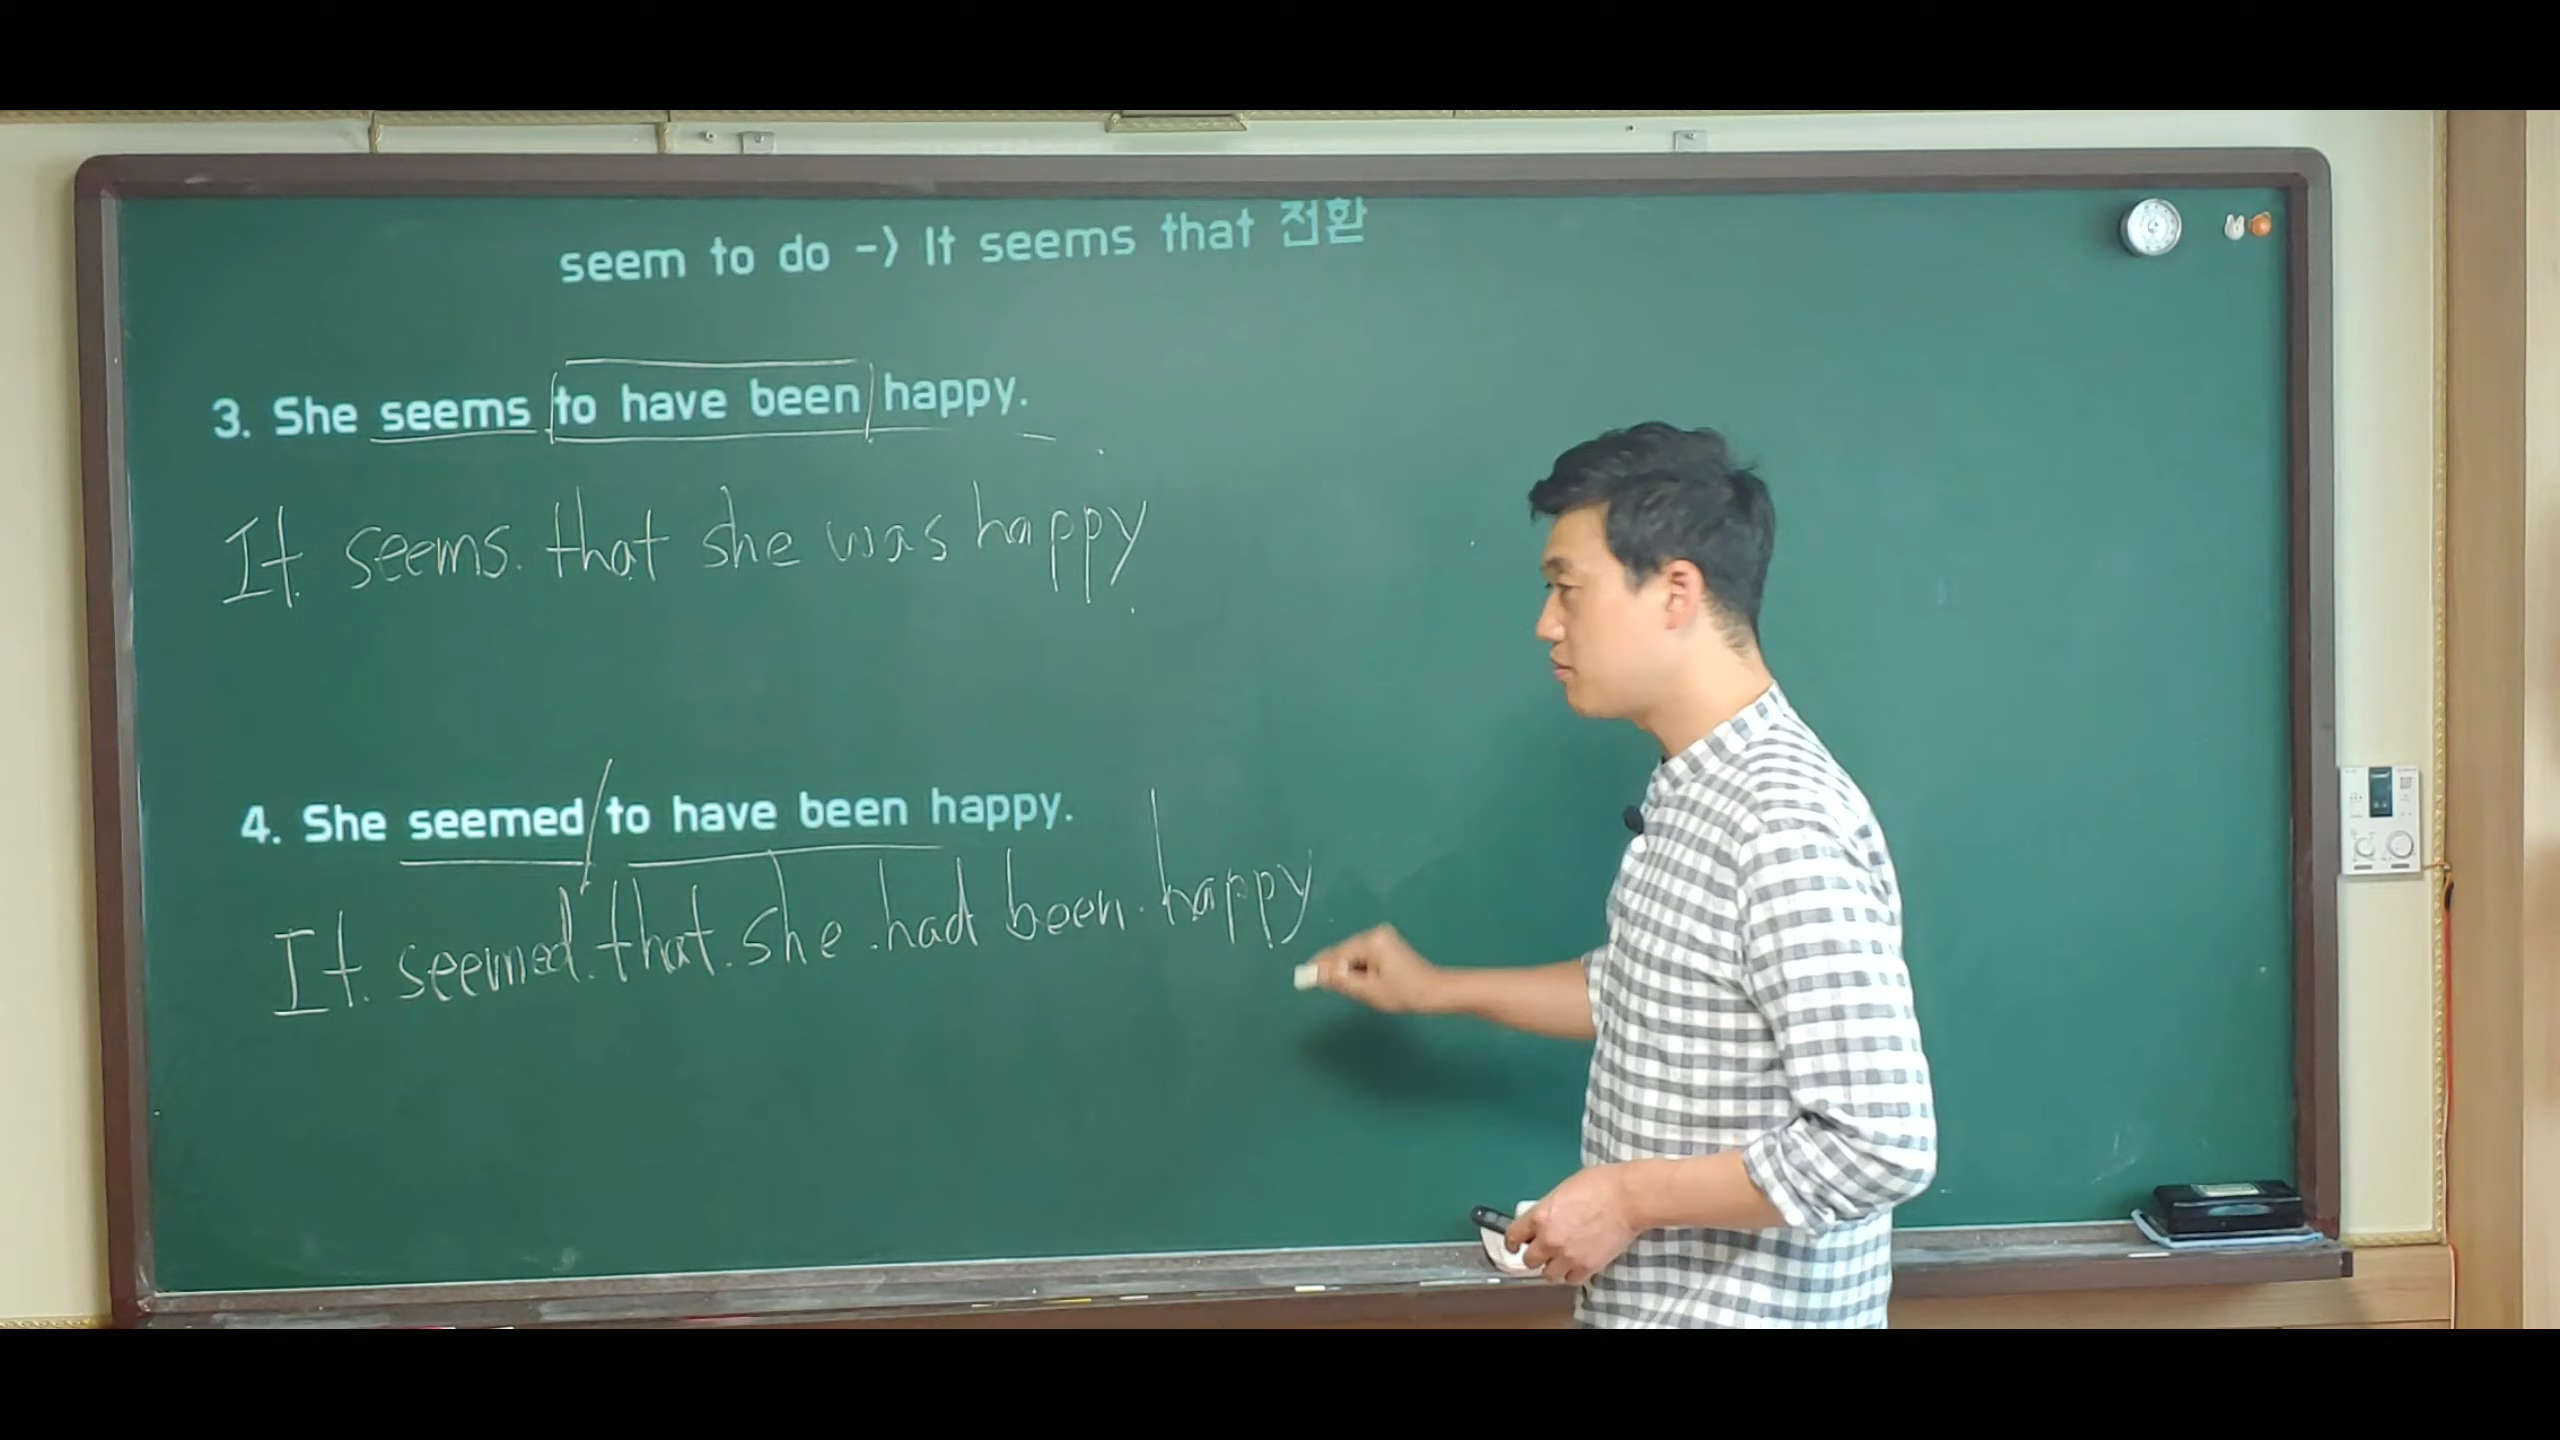 seem to do -> It seems that 전환
3. She seems to have been happy.
It seems that she was happy
4. She seemed to have been happy.
It seemed that she had been happy